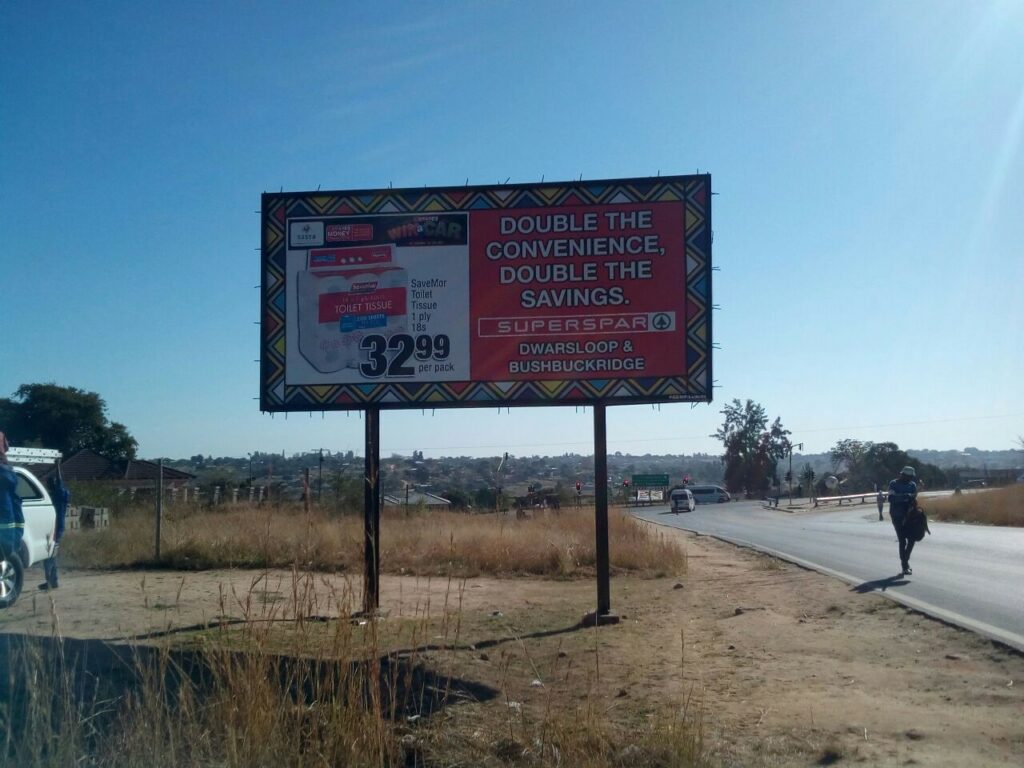 WIN a CAR
SaveMor
Toilet
Tissue
1 ply
18s
TOILET TISSUE
32 99
per pack
DOUBLE THE
CONVENIENCE,
DOUBLE THE
SAVINGS.
SUPERSPAR
DWARSLOOP &
BUSHBUCKRIDGE